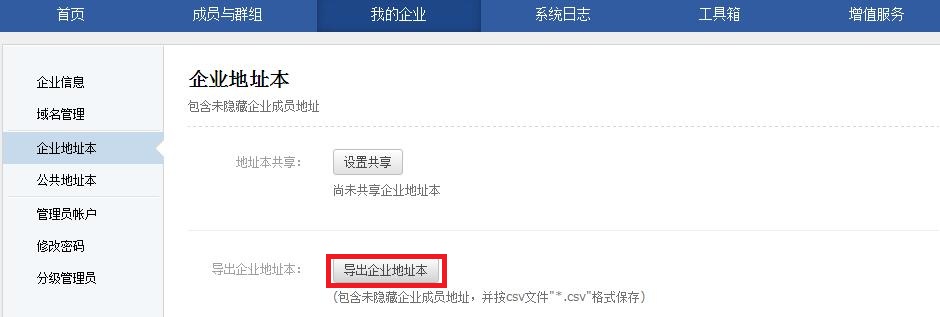 首页 成员与群组 我的企业 系统日志 工具箱 增值服务
企业信息
域名管理
企业地址本
公共地址本
管理员帐户
修改密码
分级管理员
企业地址本
包含未隐藏企业成员地址
地址本共享： 设置共享
尚未共享企业地址本
导出企业地址本： 导出企业地址本
(包含未隐藏企业成员地址，并按csv文件"*.csv"格式保存)